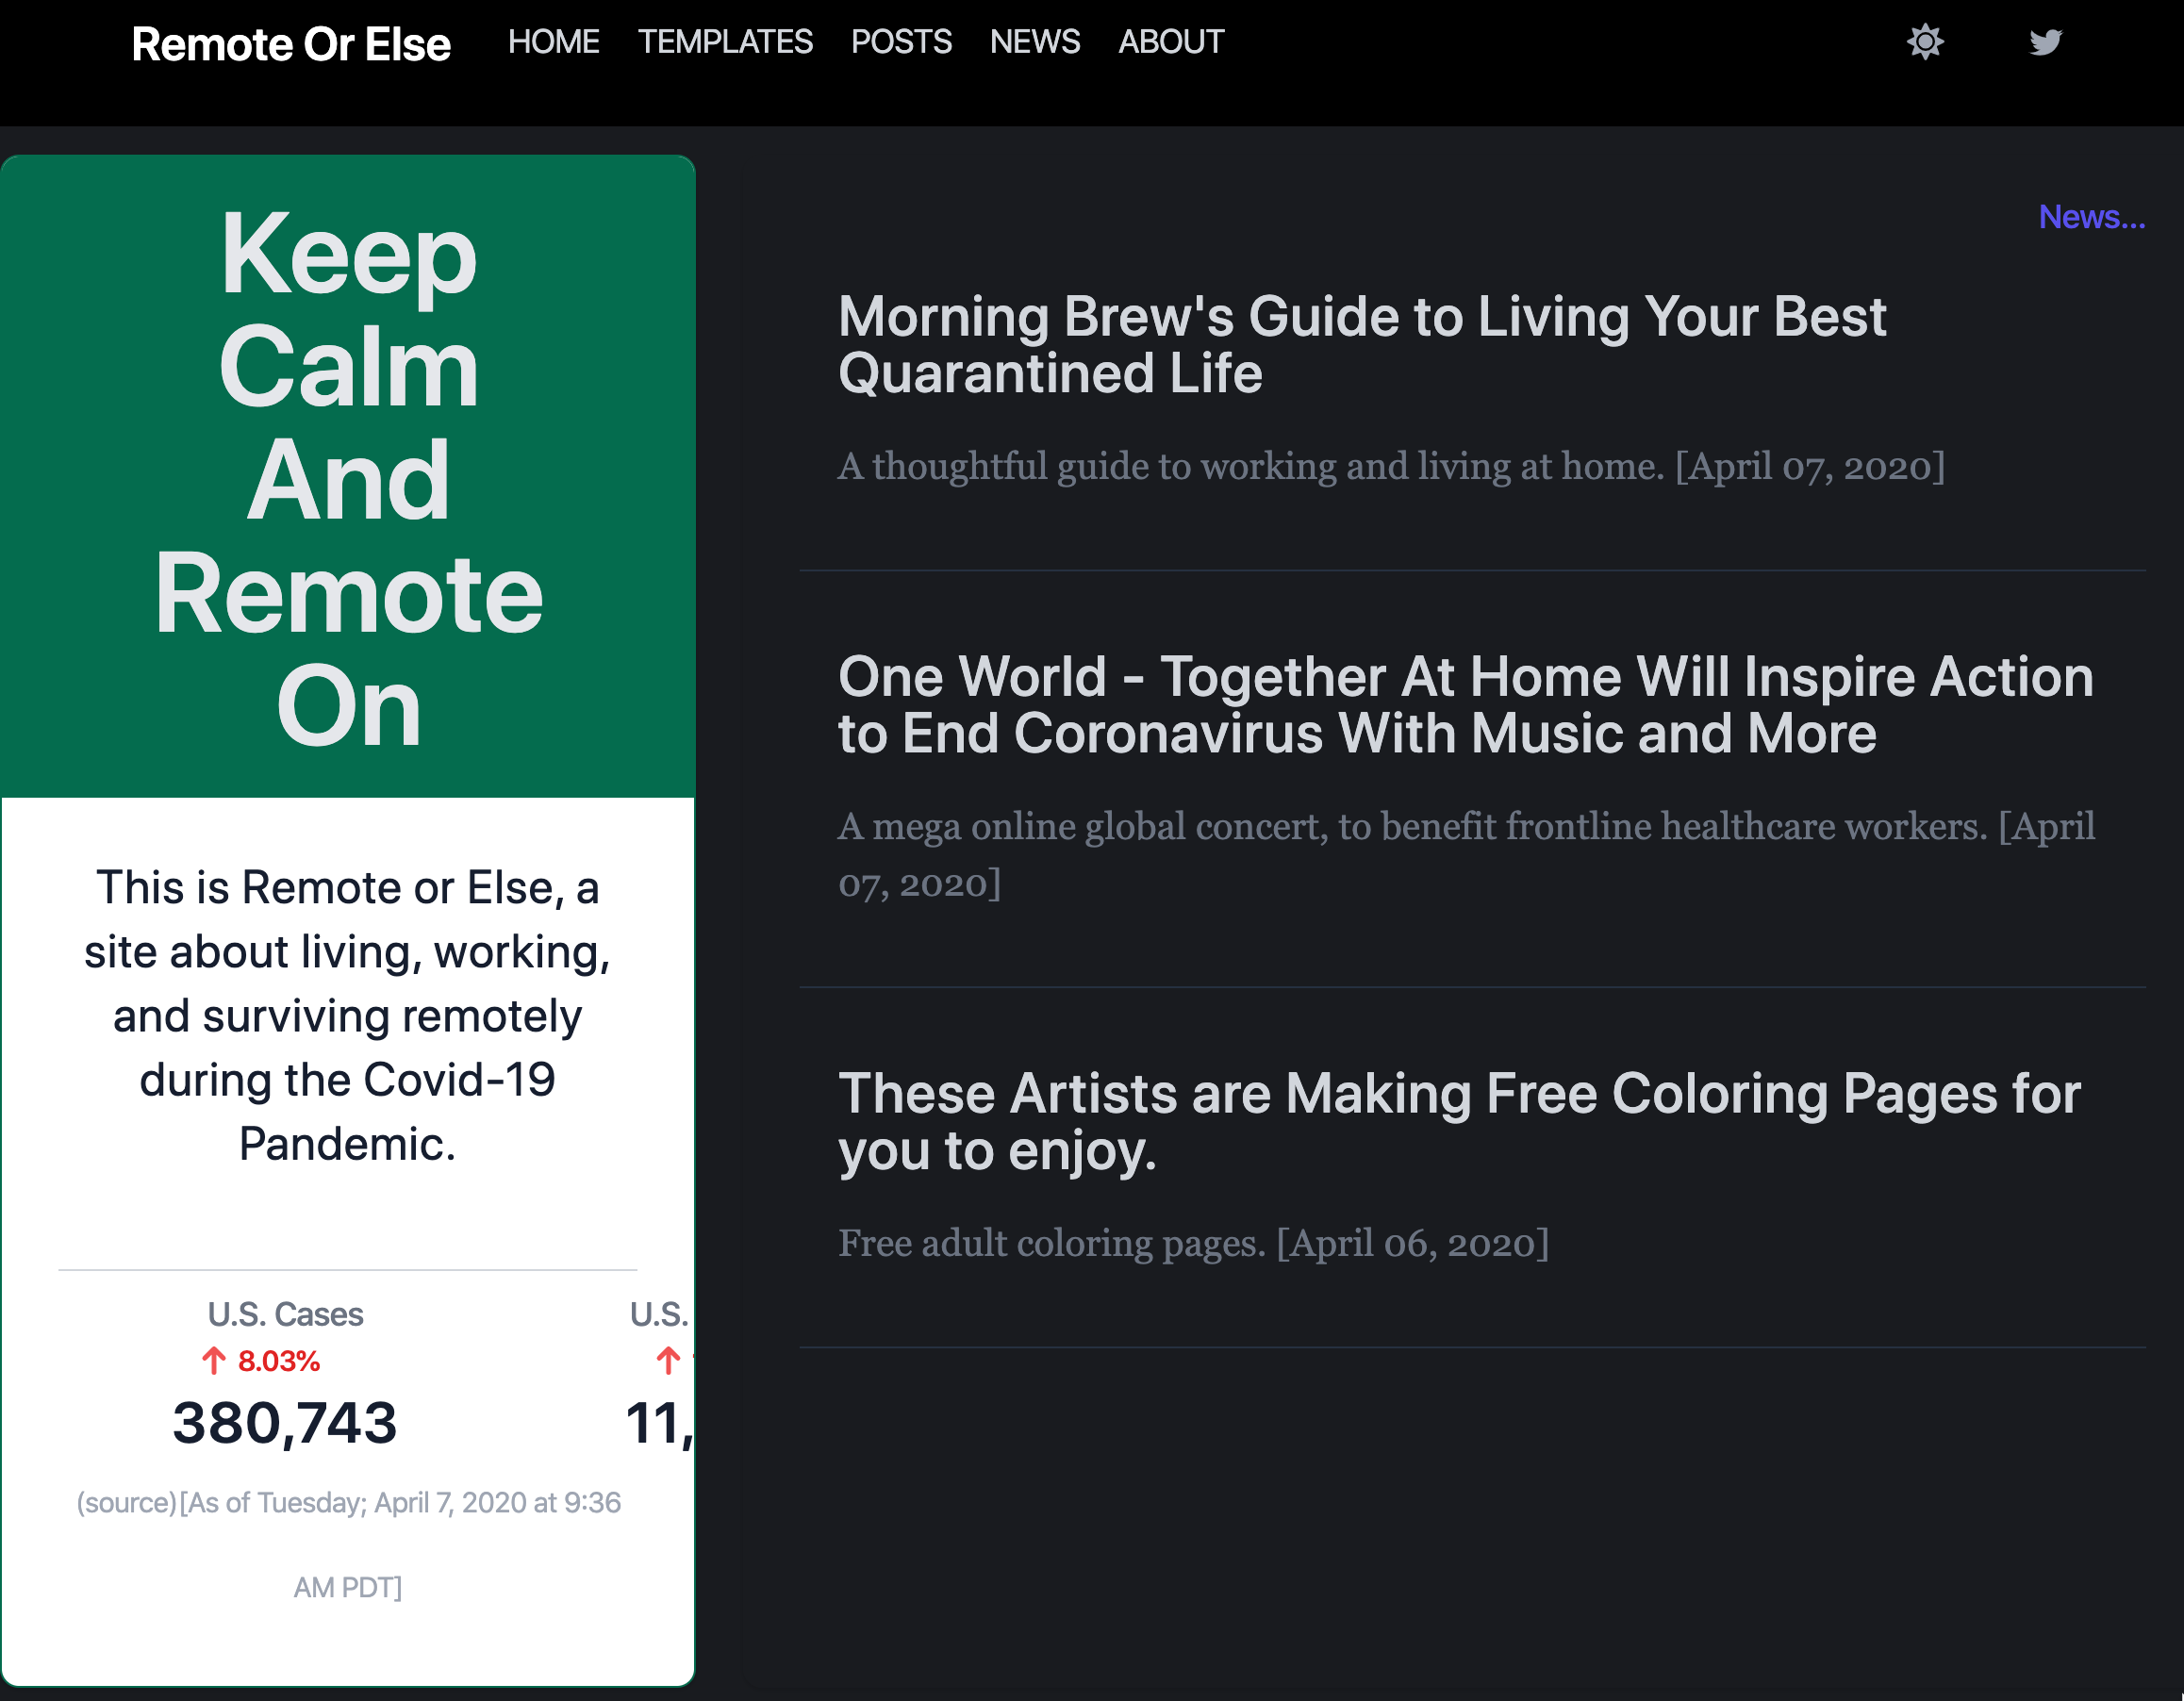 Remote Or Else HOME TEMPLATES POSTS NEWS ABOUT
Keep
Calm
And
Remote
On
This is Remote or Else, a
site about living, working,
and surviving remotely
during the Covid-19
Pandemic.
U.S. Cases U.S.
8.03%
380,743 11,
(source)[As of Tuesday; April 7, 2020 at 9:36
AM PDT]
News...
Morning Brew's Guide to Living Your Best
Quarantined Life
A thoughtful guide to working and living at home. [April 07, 2020]
One World - Together At Home Will Inspire Action
to End Coronavirus With Music and More
A mega online global concert, to benefit frontline healthcare workers. [April
07, 2020]
These Artists are Making Free Coloring Pages for
you to enjoy.
Free adult coloring pages. [April 06, 2020]